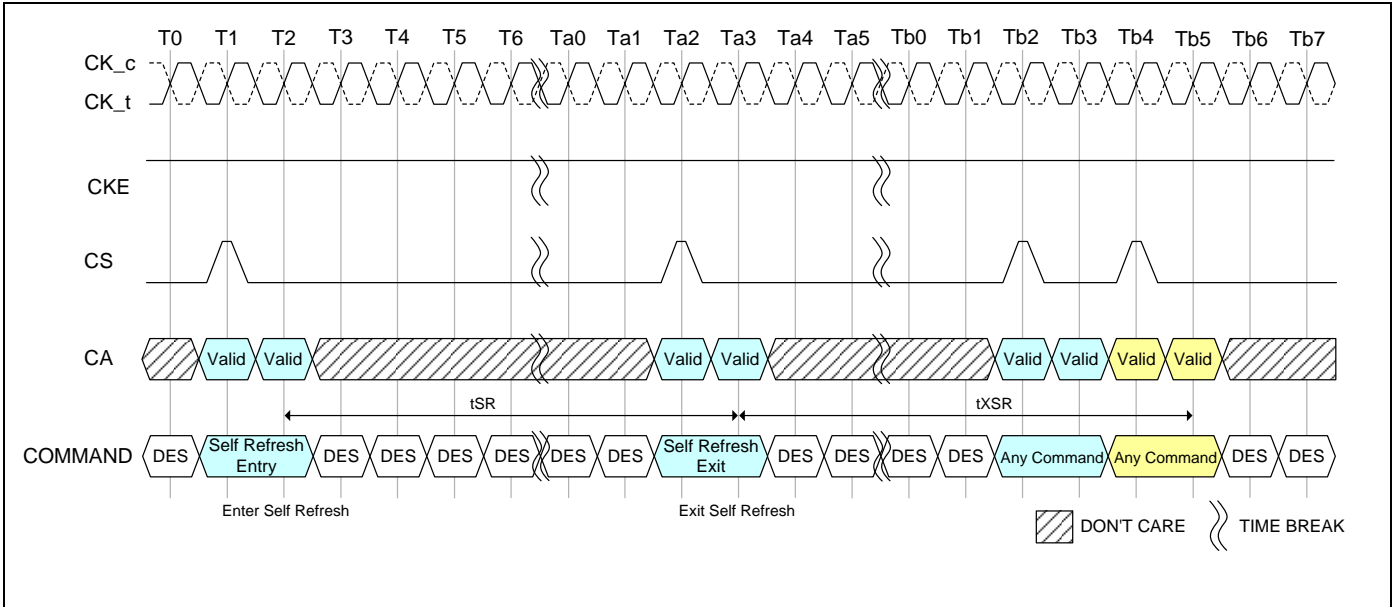 T0 T1 T2 T3 T4 T5 T6 Ta0 Ta1 Ta2 Ta3 Ta4 Ta5 Tb0 Tb1 Tb2 Tb3 Tb4 Tb5 Tb6 Tb7
CK_c
CK_t
CKE
CS
CA Valid Valid Valid Valid Valid Valid Valid Valid
tSR tXSR
COMMAND DES Self Refresh Entry DES DES DES DES DES DES Self Refresh Exit DES DES DES DES Any Command Any Command DES DES
Enter Self Refresh Exit Self Refresh
DON'T CARE TIME BREAK